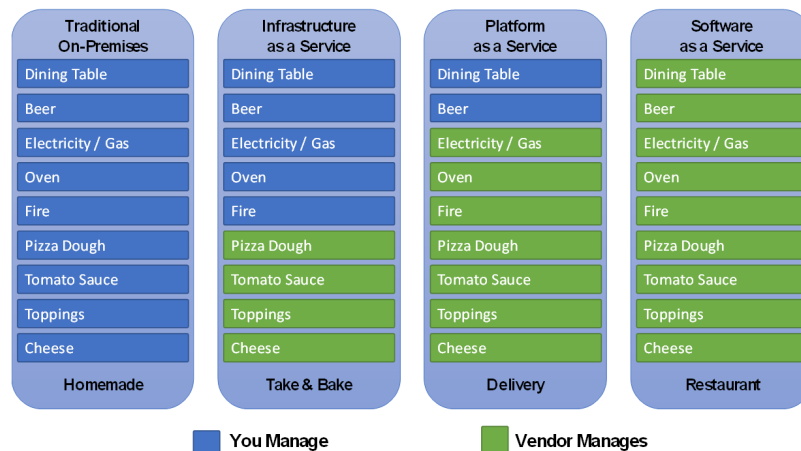 Traditional
On-Premises
Dining Table
Beer
Electricity / Gas
Oven
Fire
Pizza Dough
Tomato Sauce
Toppings
Cheese
Homemade
Infrastructure
as a Service
Dining Table
Beer
Electricity / Gas
Oven
Fire
Pizza Dough
Tomato Sauce
Toppings
Cheese
Take & Bake
Platform
as a Service
Dining Table
Beer
Electricity / Gas
Oven
Fire
Pizza Dough
Tomato Sauce
Toppings
Cheese
Delivery
Software
as a Service
Dining Table
Beer
Electricity / Gas
Oven
Fire
Pizza Dough
Tomato Sauce
Toppings
Cheese
Restaurant
You Manage
Vendor Manages